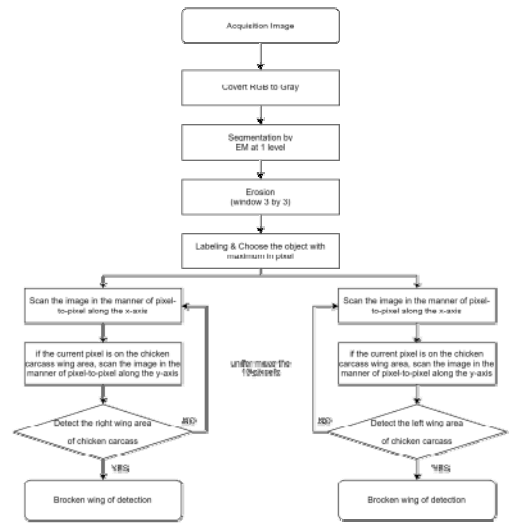 Acquisition Image
Covert RGB to Gray
Segmentation by
EM at 1 level
Erosion
(window 3 by 3)
Labeling & Choose the object with
maximum in pixel
Scan the image in the manner of pixel-
to-pixel along the x-axis
if the current pixel is on the chicken
carcass wing area, scan the image in the
manner of pixel-to-pixel along the y-axis
Detect the right wing area
of chicken carcass
NO
YES
Brocken wing of detection
the
Scan the image in the manner of pixel-
to-pixel along the x-axis
if the current pixel is on the chicken
carcass wing area, scan the image in the
manner of pixel-to-pixel along the y-axis
Detect the left wing area
of chicken carcass
NO
YES
Brocken wing of detection